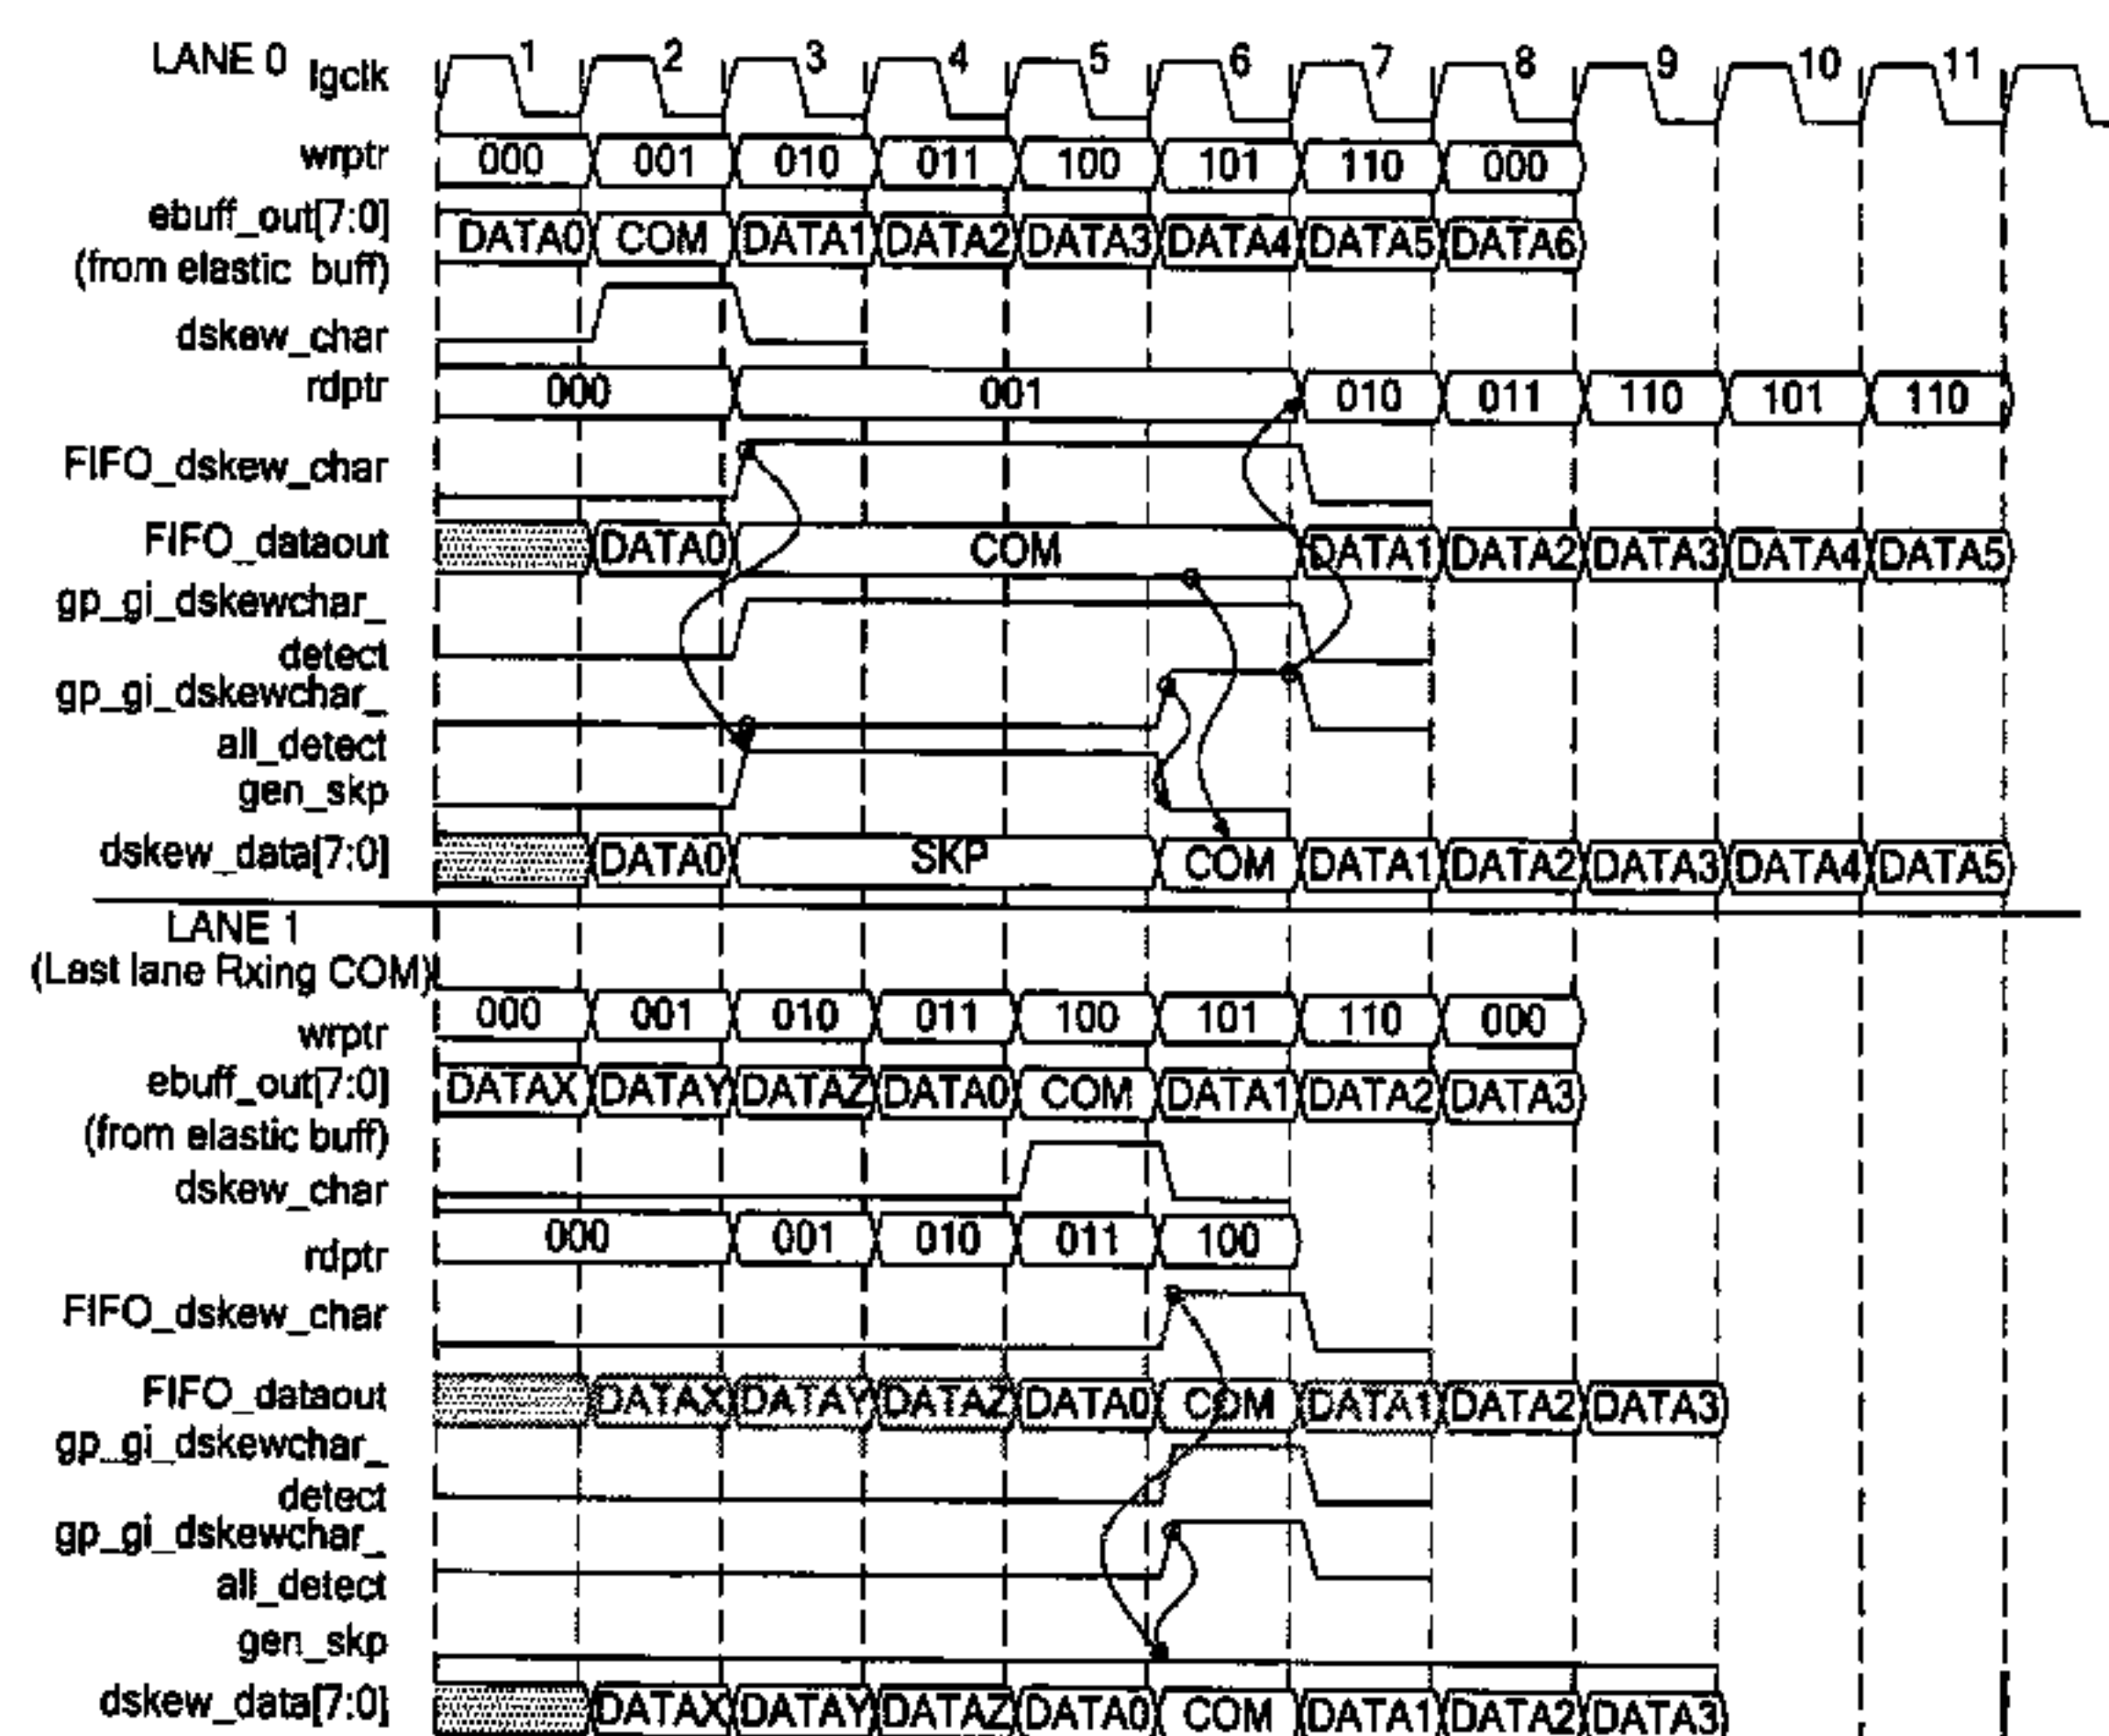 LANE 0 lgclk 1 2 3 4 5 6 7 8 9 10 11
wrptr 000 001 010 011 100 101 110 000
ebuff_out[7:0]
(from elastic buff) DATA0 COM DATA1 DATA2 DATA3 DATA4 DATA5 DATA6
dskew_char
rdptr 000 001 010 011 110 101 110
FIFO_dskew_char
FIFO_dataout DATA0 COM DATA1 DATA2 DATA3 DATA4 DATA5
gp_gi_dskewchar_
detect
gp_gi_dskewchar_
all_detect
gen_skp
dskew_data[7:0] DATA0 SKP COM DATA1 DATA2 DATA3 DATA4 DATA5
LANE 1
(Last lane Rxing COM)
wrptr 000 001 010 011 100 101 110 000
ebuff_out[7:0] DATAX DATAY DATAZ DATA0 COM DATA1 DATA2 DATA3
(from elastic buff)
dskew_char
rdptr 000 001 010 011 100
FIFO_dskew_char
FIFO_dataout DATAX DATAY DATAZ DATA0 COM DATA1 DATA2 DATA3
gp_gi_dskewchar_
detect
gp_gi_dskewchar_
all_detect
gen_skp
dskew_data[7:0] DATAX DATAY DATAZ DATA0 COM DATA1 DATA2 DATA3